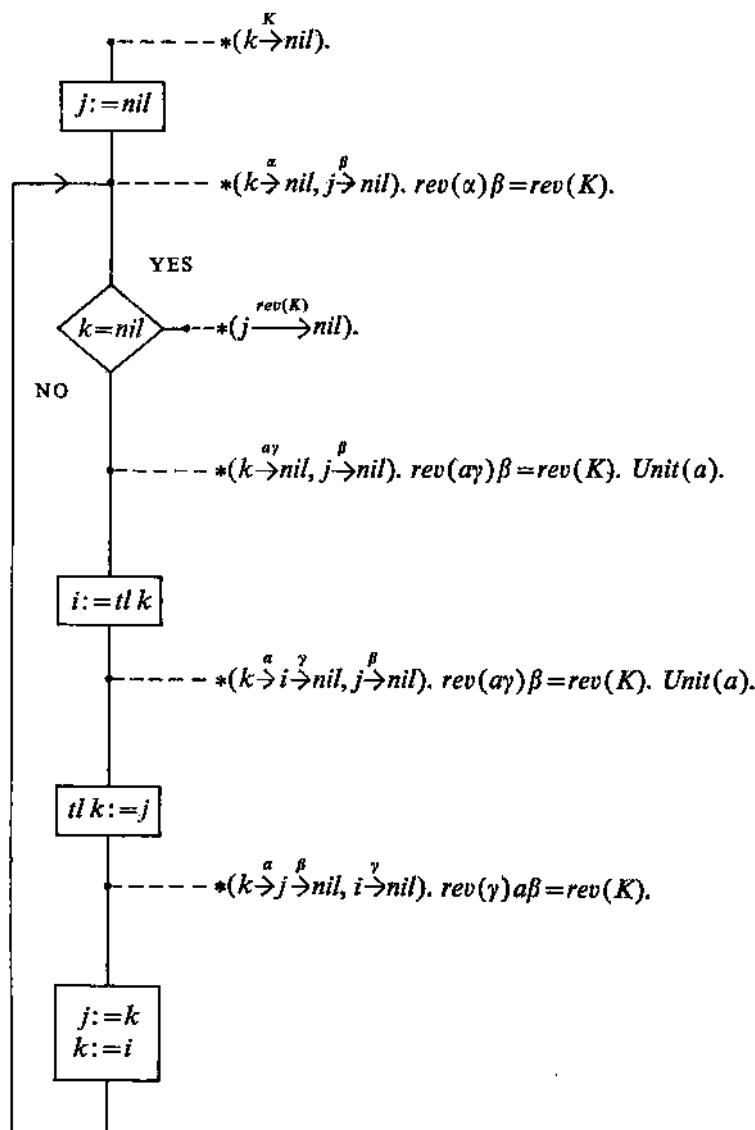 *(k →^K nil).
j:=nil
*(k →^α nil, j →^β nil). rev(α)β=rev(K).
YES
k=nil
*(j →^{rev(K)} nil).
NO
*(k →^{aγ} nil, j →^β nil). rev(aγ)β=rev(K). Unit(a).
i:=tl k
*(k →^α i →^γ nil, j →^β nil). rev(aγ)β=rev(K). Unit(a).
tl k:=j
*(k →^α j →^β nil, i →^γ nil). rev(γ)aβ=rev(K).
j:=k
k:=i